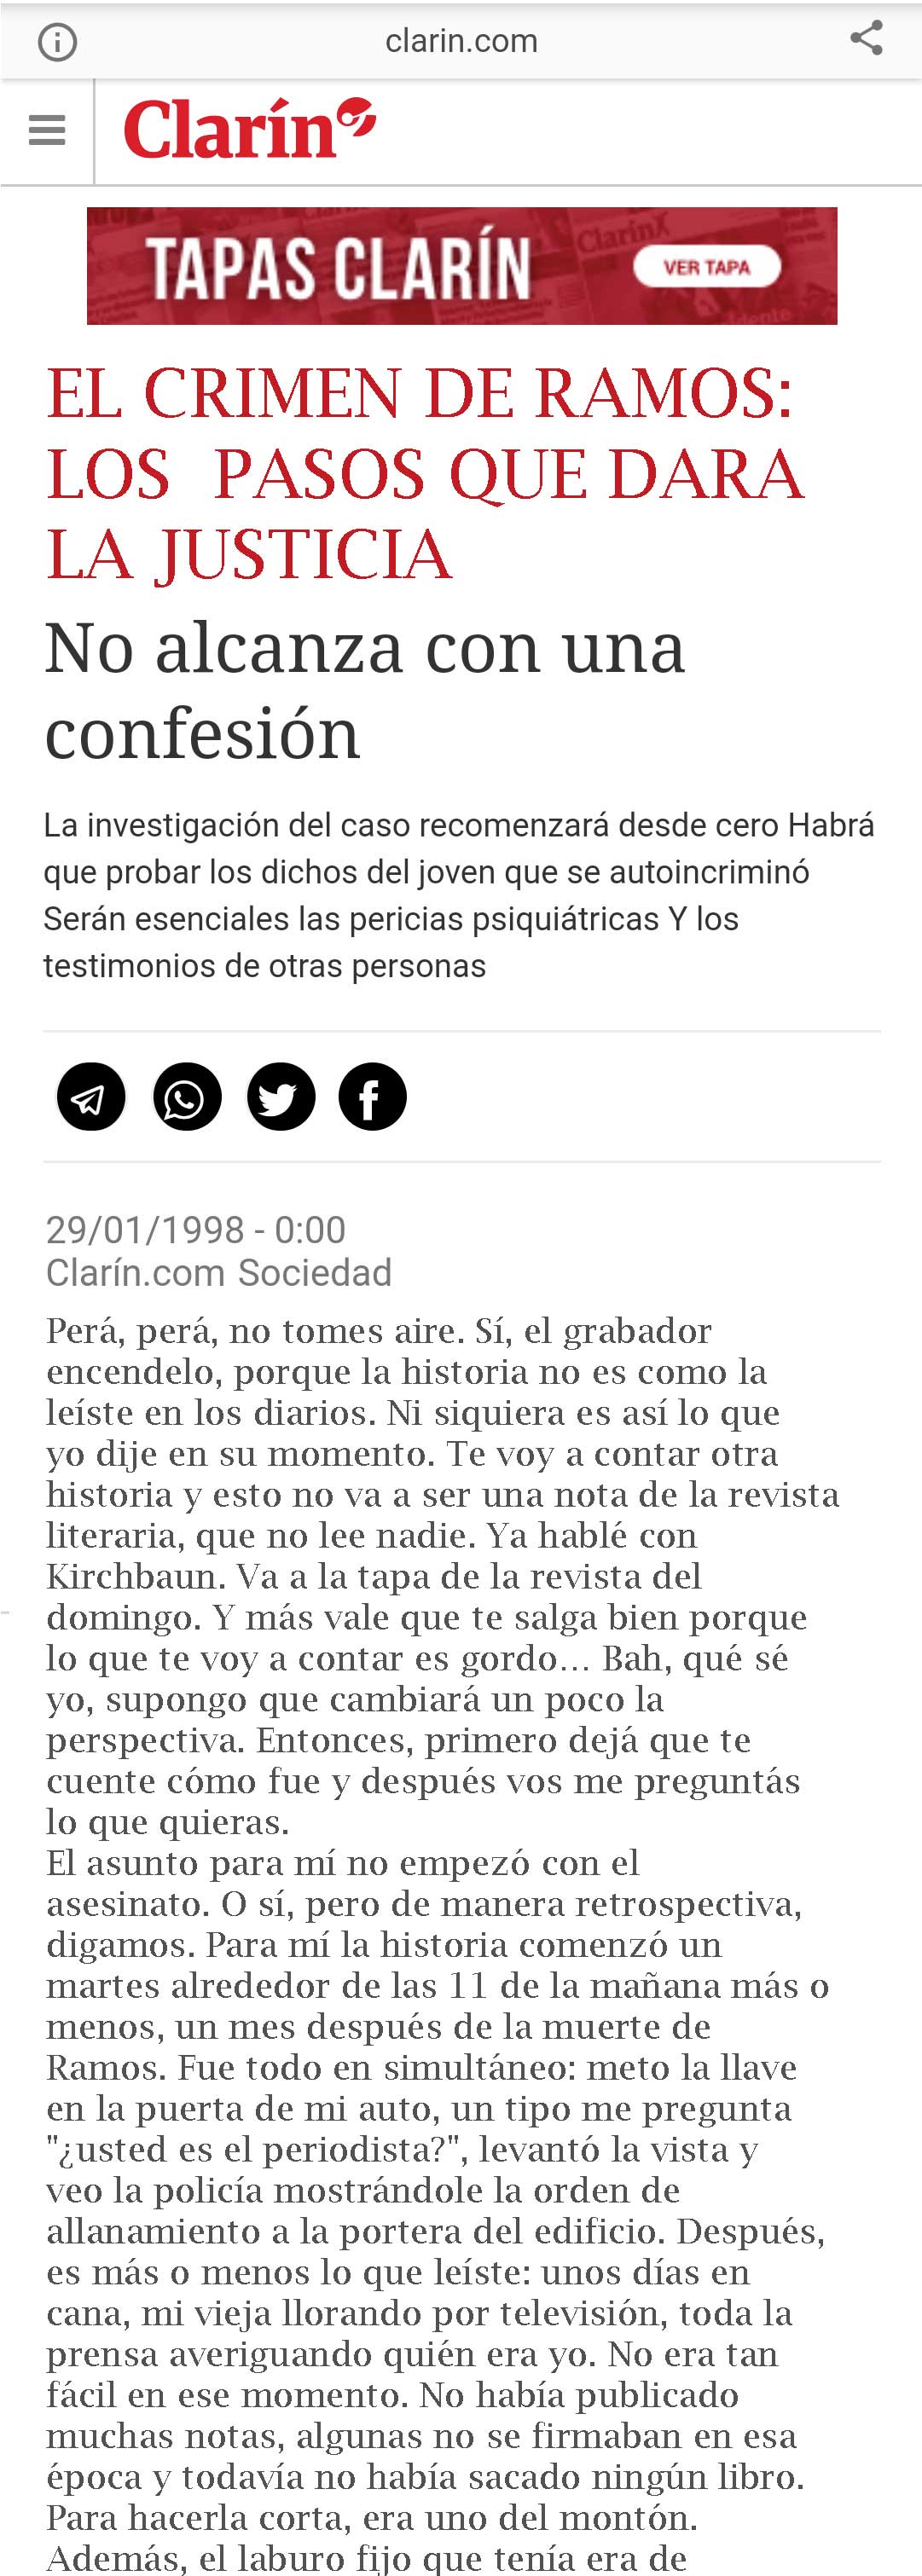 clarin.com
Clarín
TAPAS CLARÍN
ClarínX
VER TAPA
EL CRIMEN DE RAMOS:
LOS PASOS QUE DARA
LA JUSTICIA
No alcanza con una
confesión
La investigación del caso recomenzará desde cero Habrá
que probar los dichos del joven que se autoincriminó
Serán esenciales las pericias psiquiátricas Y los
testimonios de otras personas
29/01/1998 - 0:00
Clarín.com Sociedad
Perá, perá, no tomes aire. Sí, el grabador
encendelo, porque la historia no es como la
leíste en los diarios. Ni siquiera es así lo que
yo dije en su momento. Te voy a contar otra
historia y esto no va a ser una nota de la revista
literaria, que no lee nadie. Ya hablé con
Kirchbaun. Va a la tapa de la revista del
domingo. Y más vale que te salga bien porque
lo que te voy a contar es gordo... Bah, qué sé
yo, supongo que cambiará un poco la
perspectiva. Entonces, primero dejá que te
cuente cómo fue y después vos me preguntás
lo que quieras.
El asunto para mí no empezó con el
asesinato. O sí, pero de manera retrospectiva,
digamos. Para mí la historia comenzó un
martes alrededor de las 11 de la mañana más o
menos, un mes después de la muerte de
Ramos. Fue todo en simultáneo: meto la llave
en la puerta de mi auto, un tipo me pregunta
"¿usted es el periodista?", levantó la vista y
veo la policía mostrándole la orden de
allanamiento a la portera del edificio. Después,
es más o menos lo que leíste: unos días en
cana, mi vieja llorando por televisión, toda la
prensa averiguando quién era yo. No era tan
fácil en ese momento. No había publicado
muchas notas, algunas no se firmaban en esa
época y todavía no había sacado ningún libro.
Para hacerla corta, era uno del montón.
Además, el laburo fijo que tenía era de